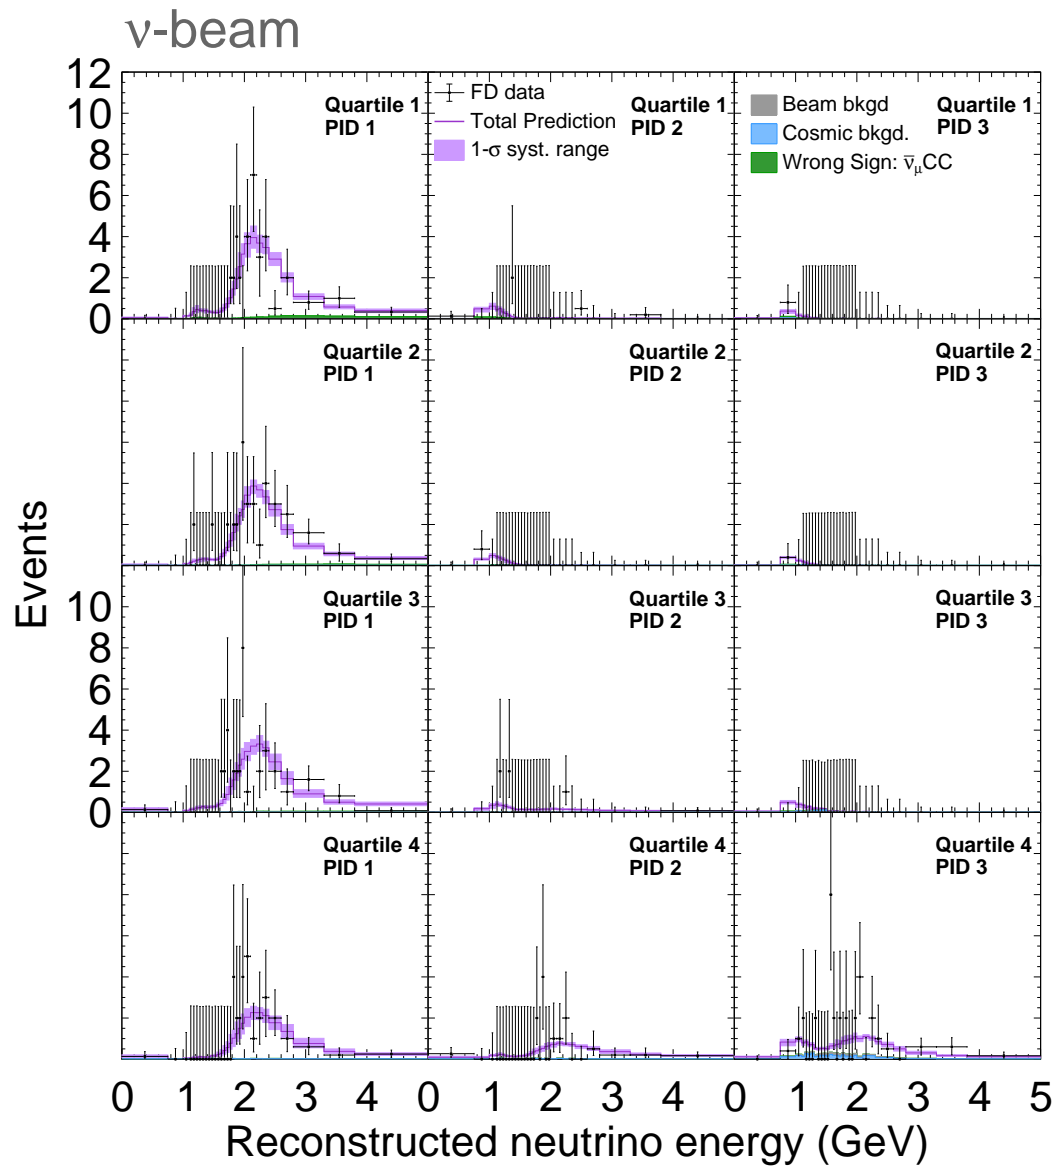 ν-beam
12
10
8
6
4
2
0
Quartile 1
PID 1
FD data
Total Prediction
1-σ syst. range
Quartile 1
PID 2
Beam bkgd
Cosmic bkgd.
Wrong Sign: ν̅μCC
Quartile 1
PID 3
Quartile 2
PID 1
Quartile 2
PID 2
Quartile 2
PID 3
Events
10
8
6
4
2
0
Quartile 3
PID 1
Quartile 3
PID 2
Quartile 3
PID 3
Quartile 4
PID 1
Quartile 4
PID 2
Quartile 4
PID 3
0 1 2 3 4 0 1 2 3 4 0 1 2 3 4 5
Reconstructed neutrino energy (GeV)